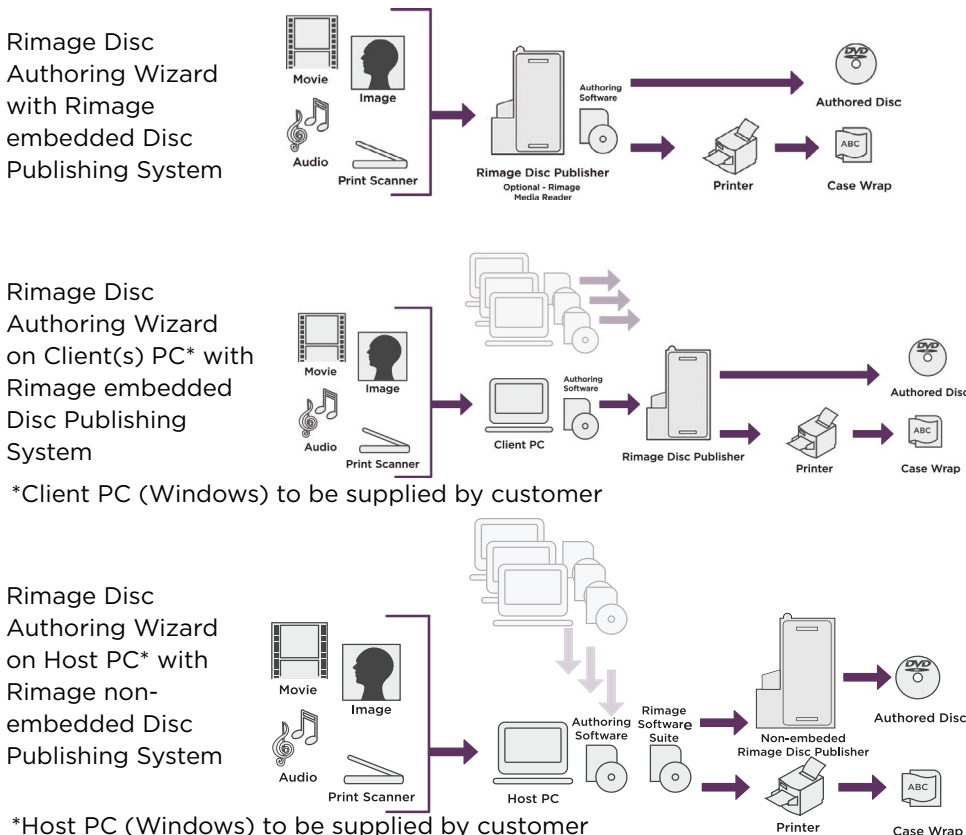 Rimage Disc
Authoring Wizard
with Rimage
embedded Disc
Publishing System
Movie
Image
Audio
Print Scanner
Authoring
Software
Rimage Disc Publisher
Optional - Rimage
Media Reader
DVD
Authored Disc
Printer
ABC
Case Wrap
Rimage Disc
Authoring Wizard
on Client(s) PC* with
Rimage embedded
Disc Publishing
System
Movie
Image
Audio
Print Scanner
Authoring
Software
Client PC
Rimage Disc Publisher
DVD
Authored Disc
Printer
ABC
Case Wrap
*Client PC (Windows) to be supplied by customer
Rimage Disc
Authoring Wizard
on Host PC* with
Rimage non-
embedded Disc
Publishing System
Movie
Image
Audio
Print Scanner
Authoring
Software
Rimage
Software
Suite
Host PC
Non-embeded
Rimage Disc Publisher
DVD
Authored Disc
Printer
ABC
Case Wrap
*Host PC (Windows) to be supplied by customer